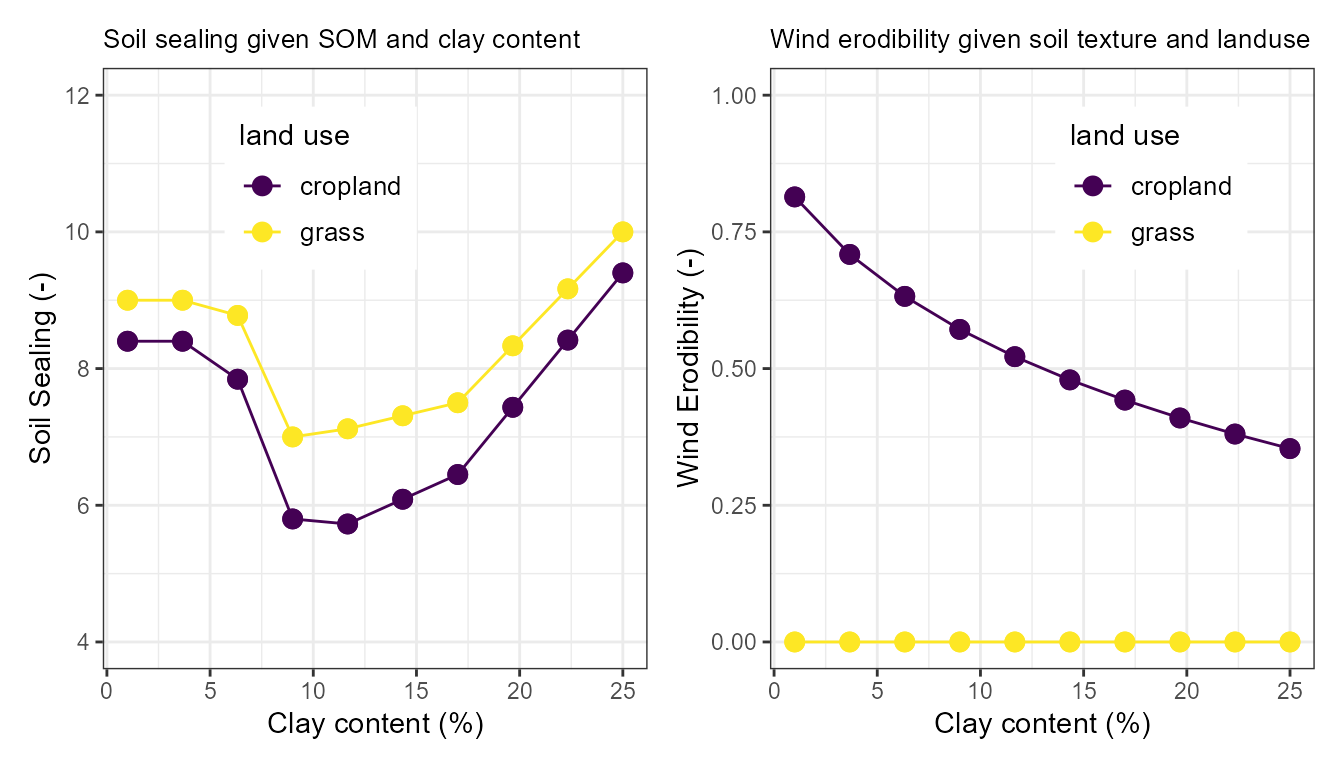 Soil sealing given SOM and clay content
12
10
8
6
4
Soil Sealing (-)
land use
cropland
grass
0
5
10
15
20
25
Clay content (%)
Wind erodibility given soil texture and landuse
1.00
0.75
0.50
0.25
0.00
Wind Erodibility (-)
land use
cropland
grass
0
5
10
15
20
25
Clay content (%)